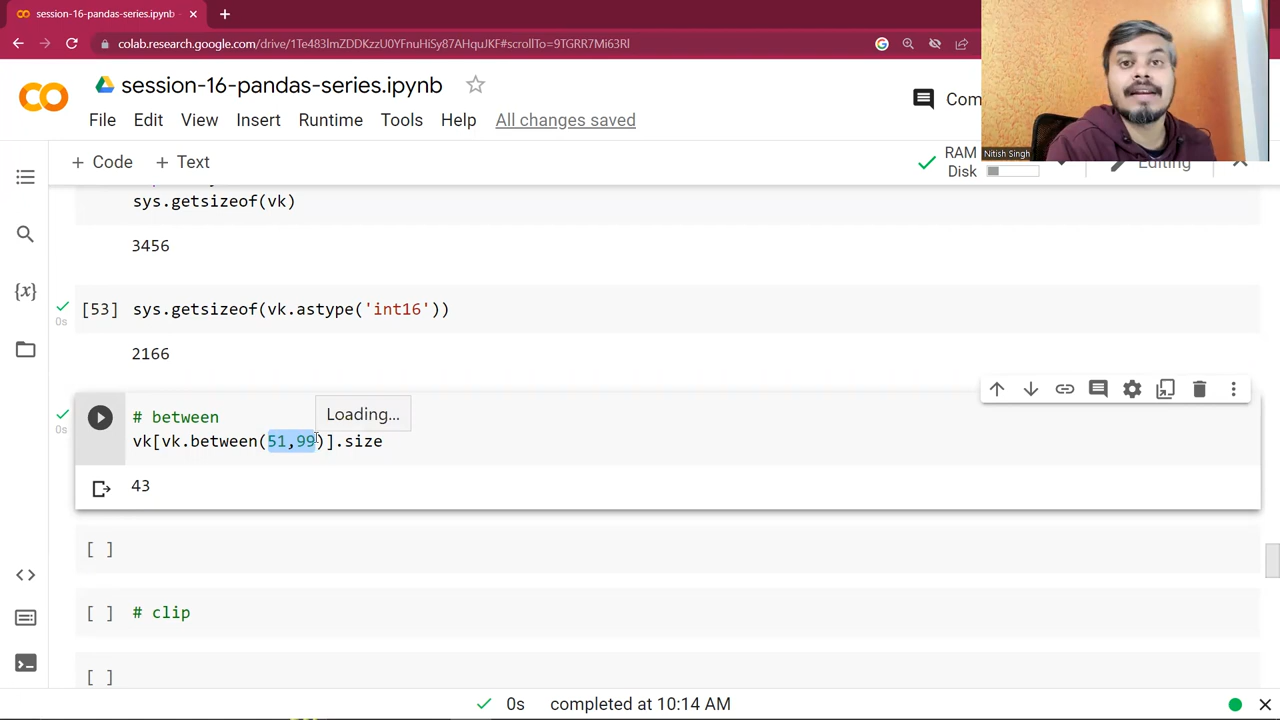 session-16-pandas-series.ipynb
colab.research.google.com/drive/1Te483lmZDDKzzU0YFnuHiSy87AHquJKF#scrollTo=9TGRR7Mi63Rl
session-16-pandas-series.ipynb
File Edit View Insert Runtime Tools Help All changes saved
Com
Nitish Singh
+ Code + Text
RAM
Disk
Editing
sys.getsizeof(vk)
3456
[53] sys.getsizeof(vk.astype('int16'))
0s
2166
# between
Loading...
0s
vk[vk.between(51,99)].size
43
[ ]
[ ] # clip
[ ]
0s completed at 10:14 AM